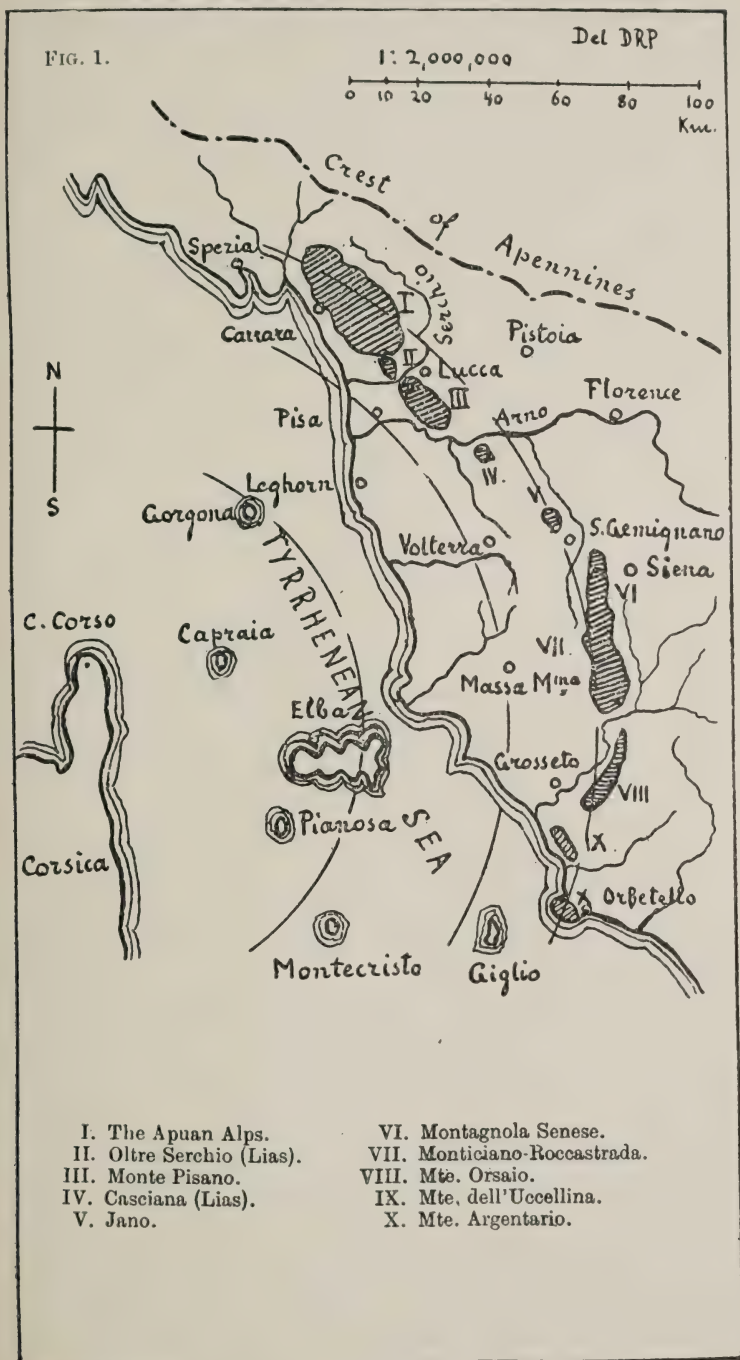 FIG. 1.
Del DRP
1: 2,000,000
0 10 20 40 60 80 100
Km.
Crest of Apennines
Spezia
Serchio
I
Carrara
Pistoia
II
Lucca
III
N
S
Pisa
Arno
Florence
IV.
Leghorn
V
Gorgona
S. Gemignano
Volterra
Siena
VI
TYRRHENEAN SEA
C. Corso
Capraia
VII.
Massa Mma
Elba
Grosseto
VIII
Pianosa
X
Corsica
X
Orbetello
Montecristo
Giglio
I. The Apuan Alps.
II. Oltre Serchio (Lias).
III. Monte Pisano.
IV. Casciana (Lias).
V. Jano.
VI. Montagnola Senese.
VII. Monticiano-Roccastrada.
VIII. Mte. Orsaio.
IX. Mte. dell'Uccellina.
X. Mte. Argentario.